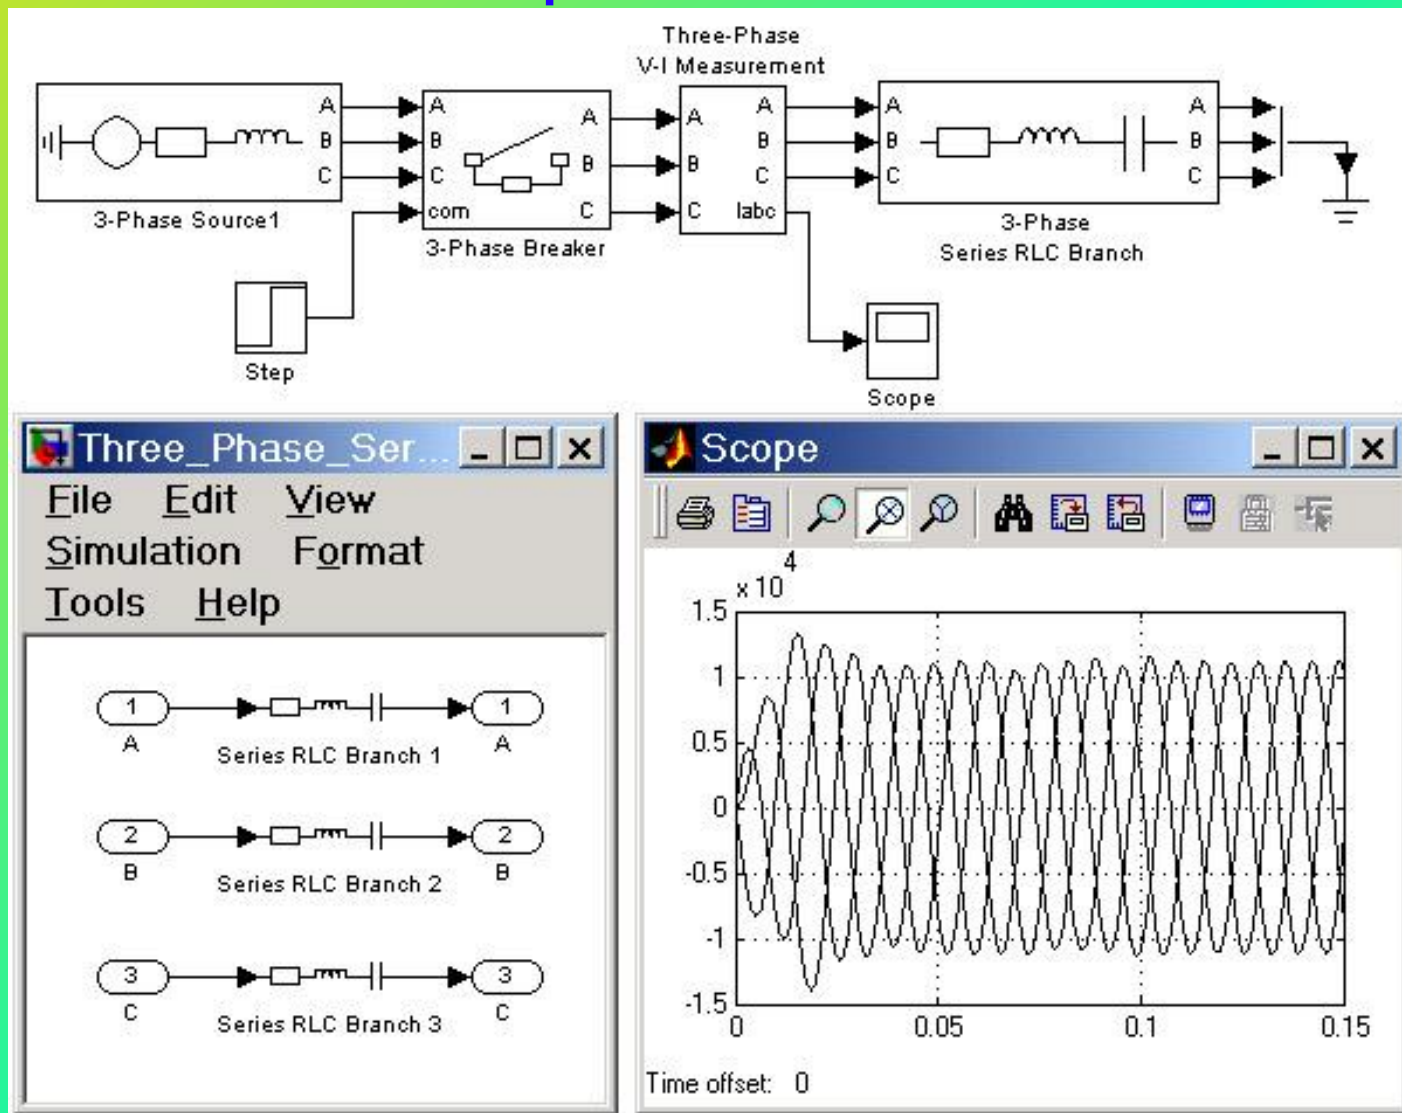 Three-Phase
V-I Measurement
A
B
C
3-Phase Source1
A
B
C
com
A
B
C
3-Phase Breaker
A
B
C
A
B
C
Iabc
A
B
C
A
B
C
3-Phase
Series RLC Branch
Step
Scope
Three_Phase_Ser...
File Edit View
Simulation Format
Tools Help
1
A
Series RLC Branch 1
1
A
2
B
Series RLC Branch 2
2
B
3
C
Series RLC Branch 3
3
C
Scope
x 10 4
1.5
1
0.5
0
-0.5
-1
-1.5
0 0.05 0.1 0.15
Time offset: 0